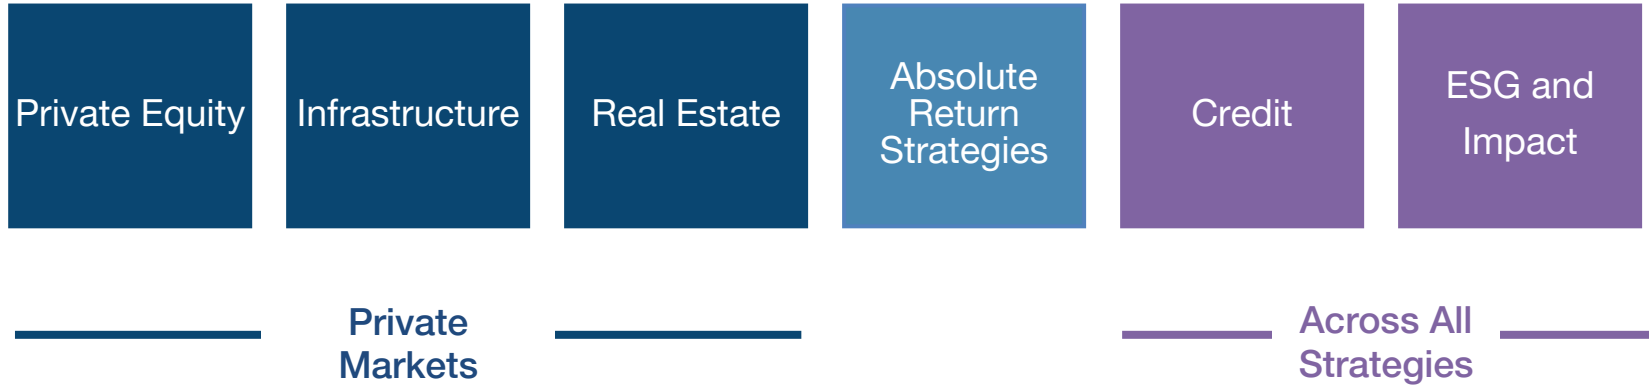 Private Equity
Infrastructure
Real Estate
Absolute
Return
Strategies
Credit
ESG and
Impact
Private
Markets
Across All
Strategies